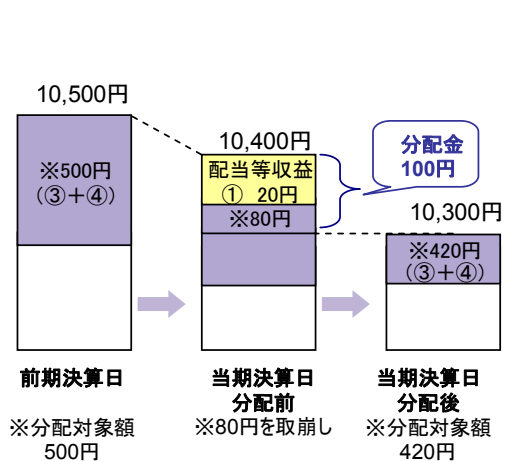 10,500円
※500円
(③＋④)
10,400円
配当等収益
① 20円
※80円
分配金
100円
10,300円
※420円
(③＋④)
前期決算日
※分配対象額
500円
当期決算日
分配前
※80円を取崩し
当期決算日
分配後
※分配対象額
420円